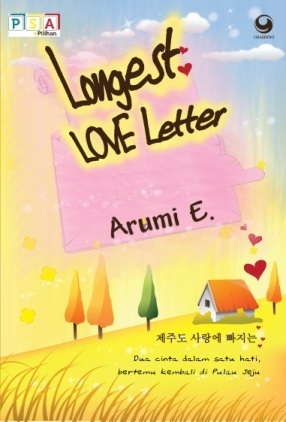 PSA
Pilihan
GRASINDO
Longest
LOVE Letter
Arumi E.
제주도 사랑에 빠지는
Dua cinta dalam satu hati,
bertemu kembali di Pulau Jeju